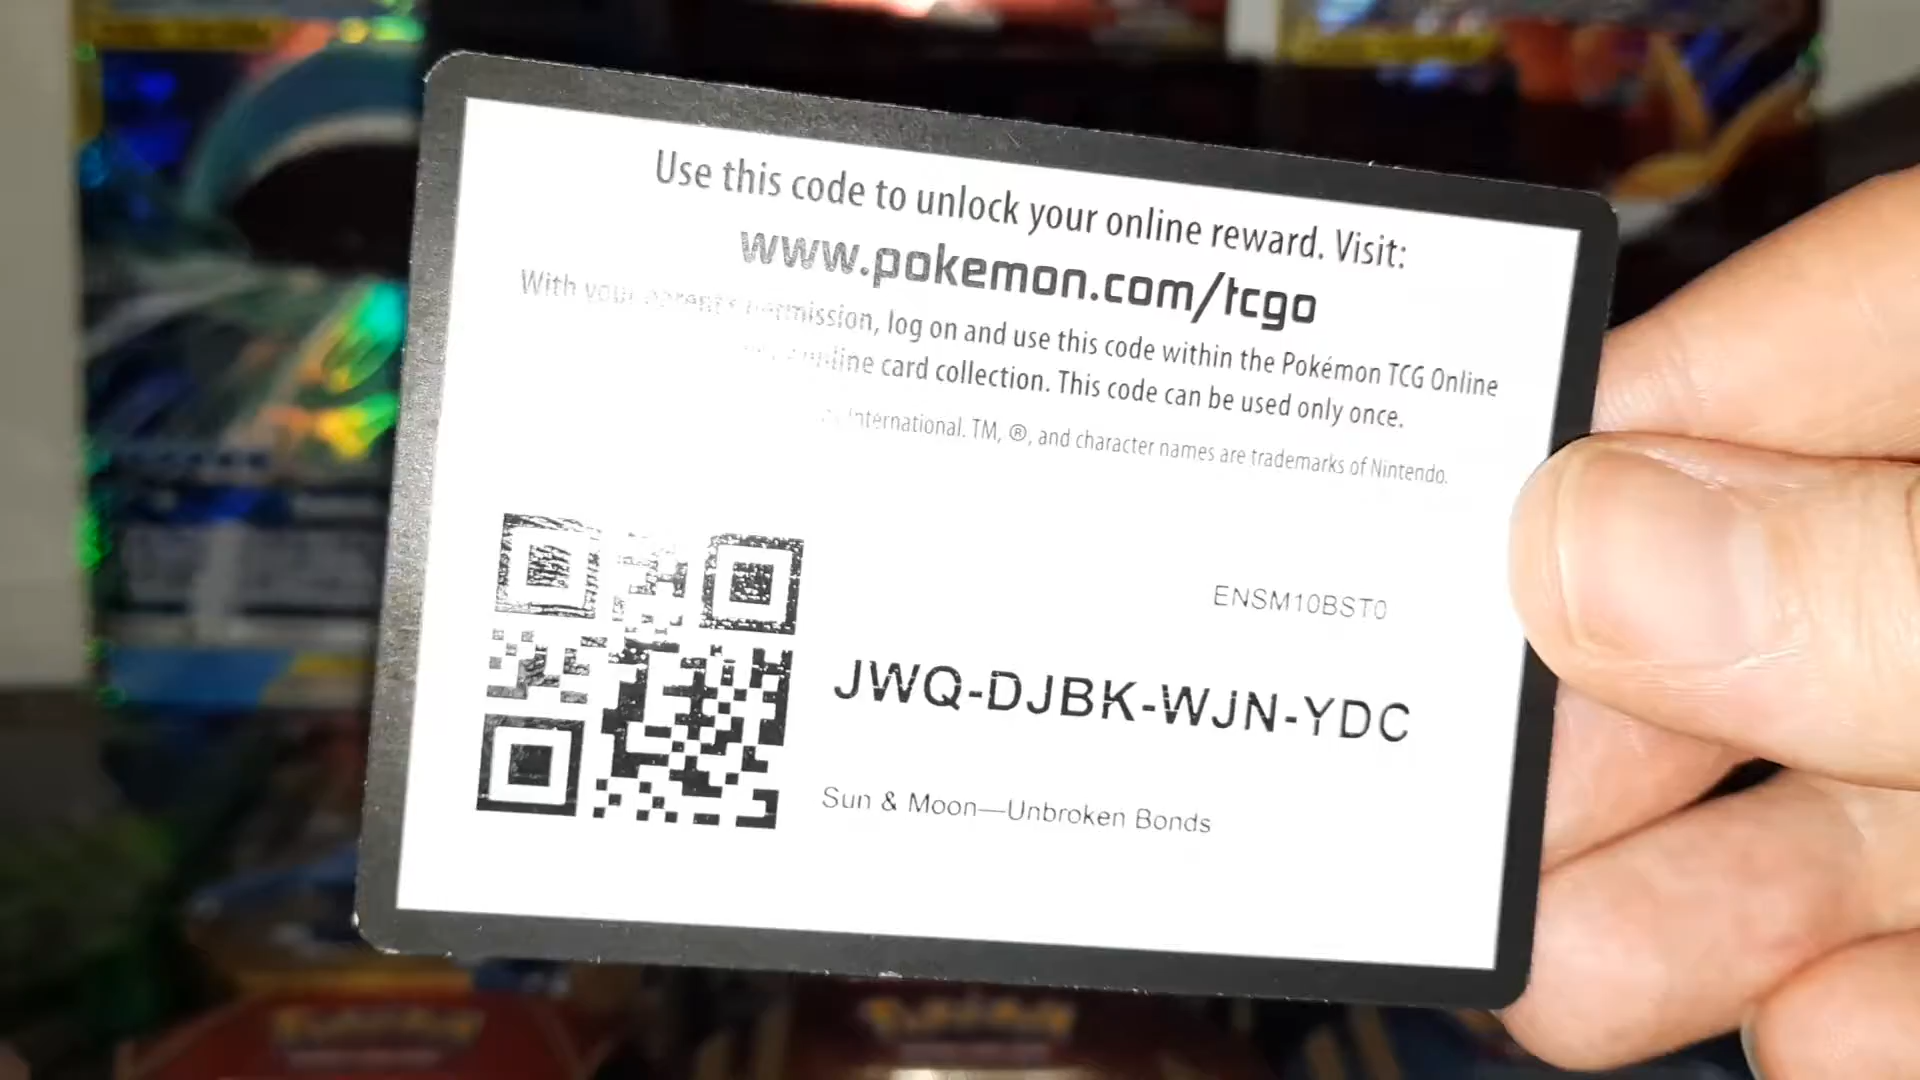 Use this code to unlock your online reward. Visit:
www.pokemon.com/tcgo
With your parent's permission, log on and use this code within the Pokémon TCG Online
online card collection. This code can be used only once.
International. TM, ®, and character names are trademarks of Nintendo.
ENSM10BST0
JWQ-DJBK-WJN-YDC
Sun & Moon—Unbroken Bonds